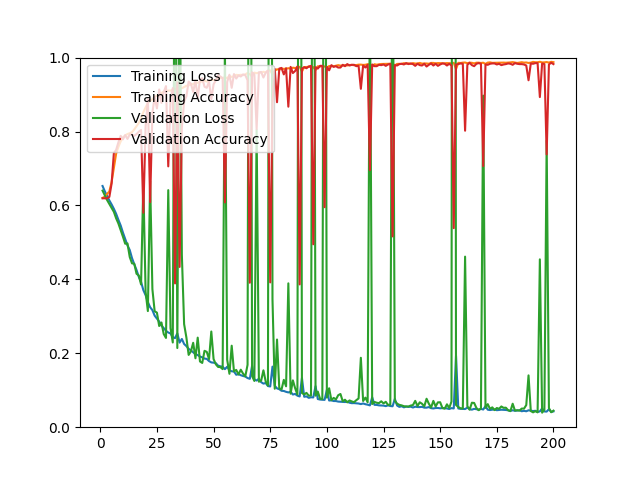 1.0
0.8
0.6
0.4
0.2
0.0
Training Loss
Training Accuracy
Validation Loss
Validation Accuracy
0 25 50 75 100 125 150 175 200